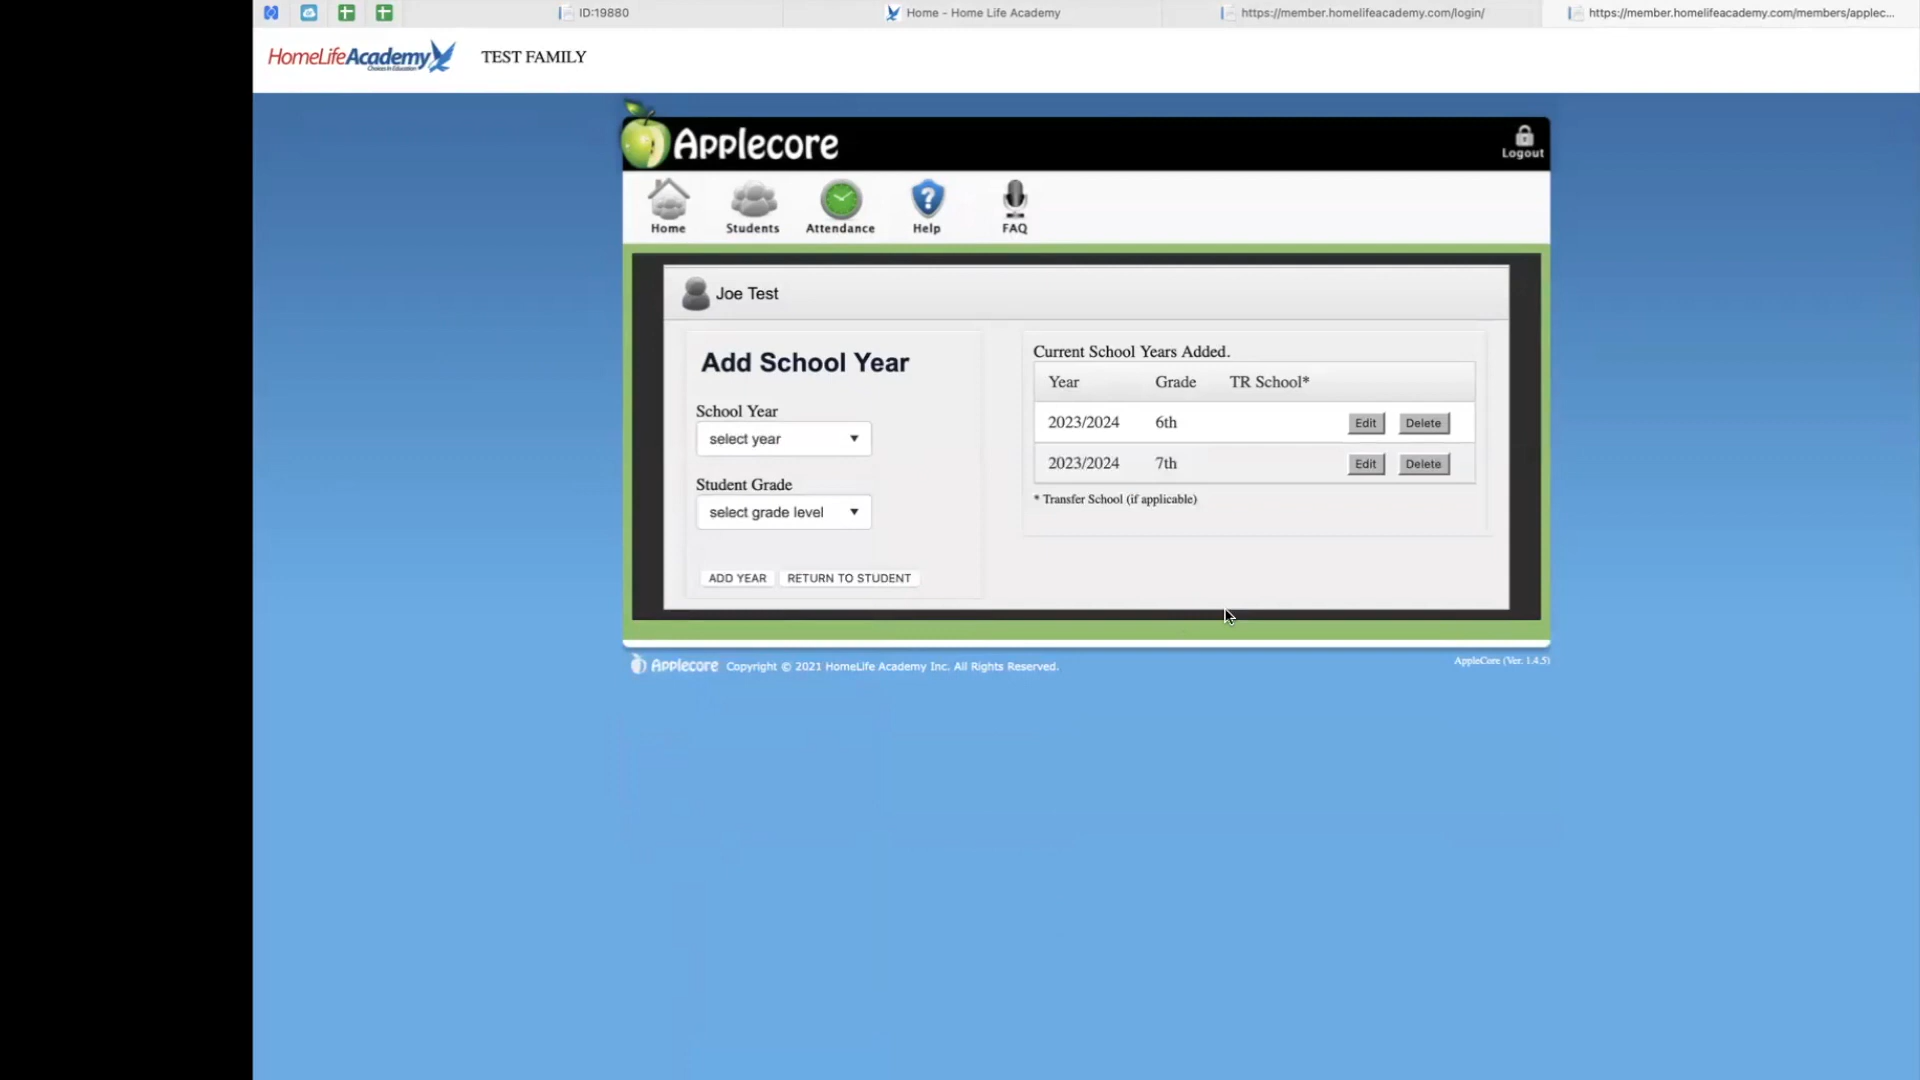 ID:19880
Home - Home Life Academy
https://member.homelifeacademy.com/login/
https://member.homelifeacademy.com/members/applec...
HomeLifeAcademy
Choices in Education
TEST FAMILY
Applecore
Logout
Home
Students
Attendance
Help
FAQ
Joe Test
Add School Year
School Year
select year
Student Grade
select grade level
ADD YEAR
RETURN TO STUDENT
Current School Years Added.
Year Grade TR School*
2023/2024 6th Edit Delete
2023/2024 7th Edit Delete
* Transfer School (if applicable)
Applecore Copyright © 2021 HomeLife Academy Inc. All Rights Reserved.
AppleCore (Ver: 1.4.5)